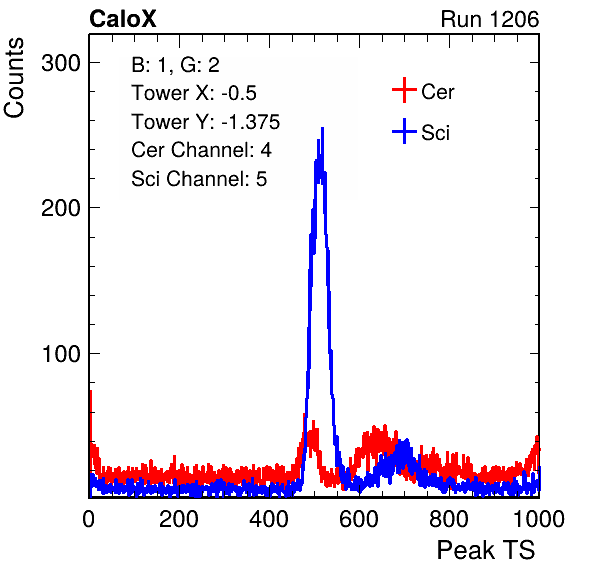 CaloX Run 1206
Counts
300
200
100
B: 1, G: 2
Tower X: -0.5
Tower Y: -1.375
Cer Channel: 4
Sci Channel: 5
Cer
Sci
0 200 400 600 800 1000
Peak TS